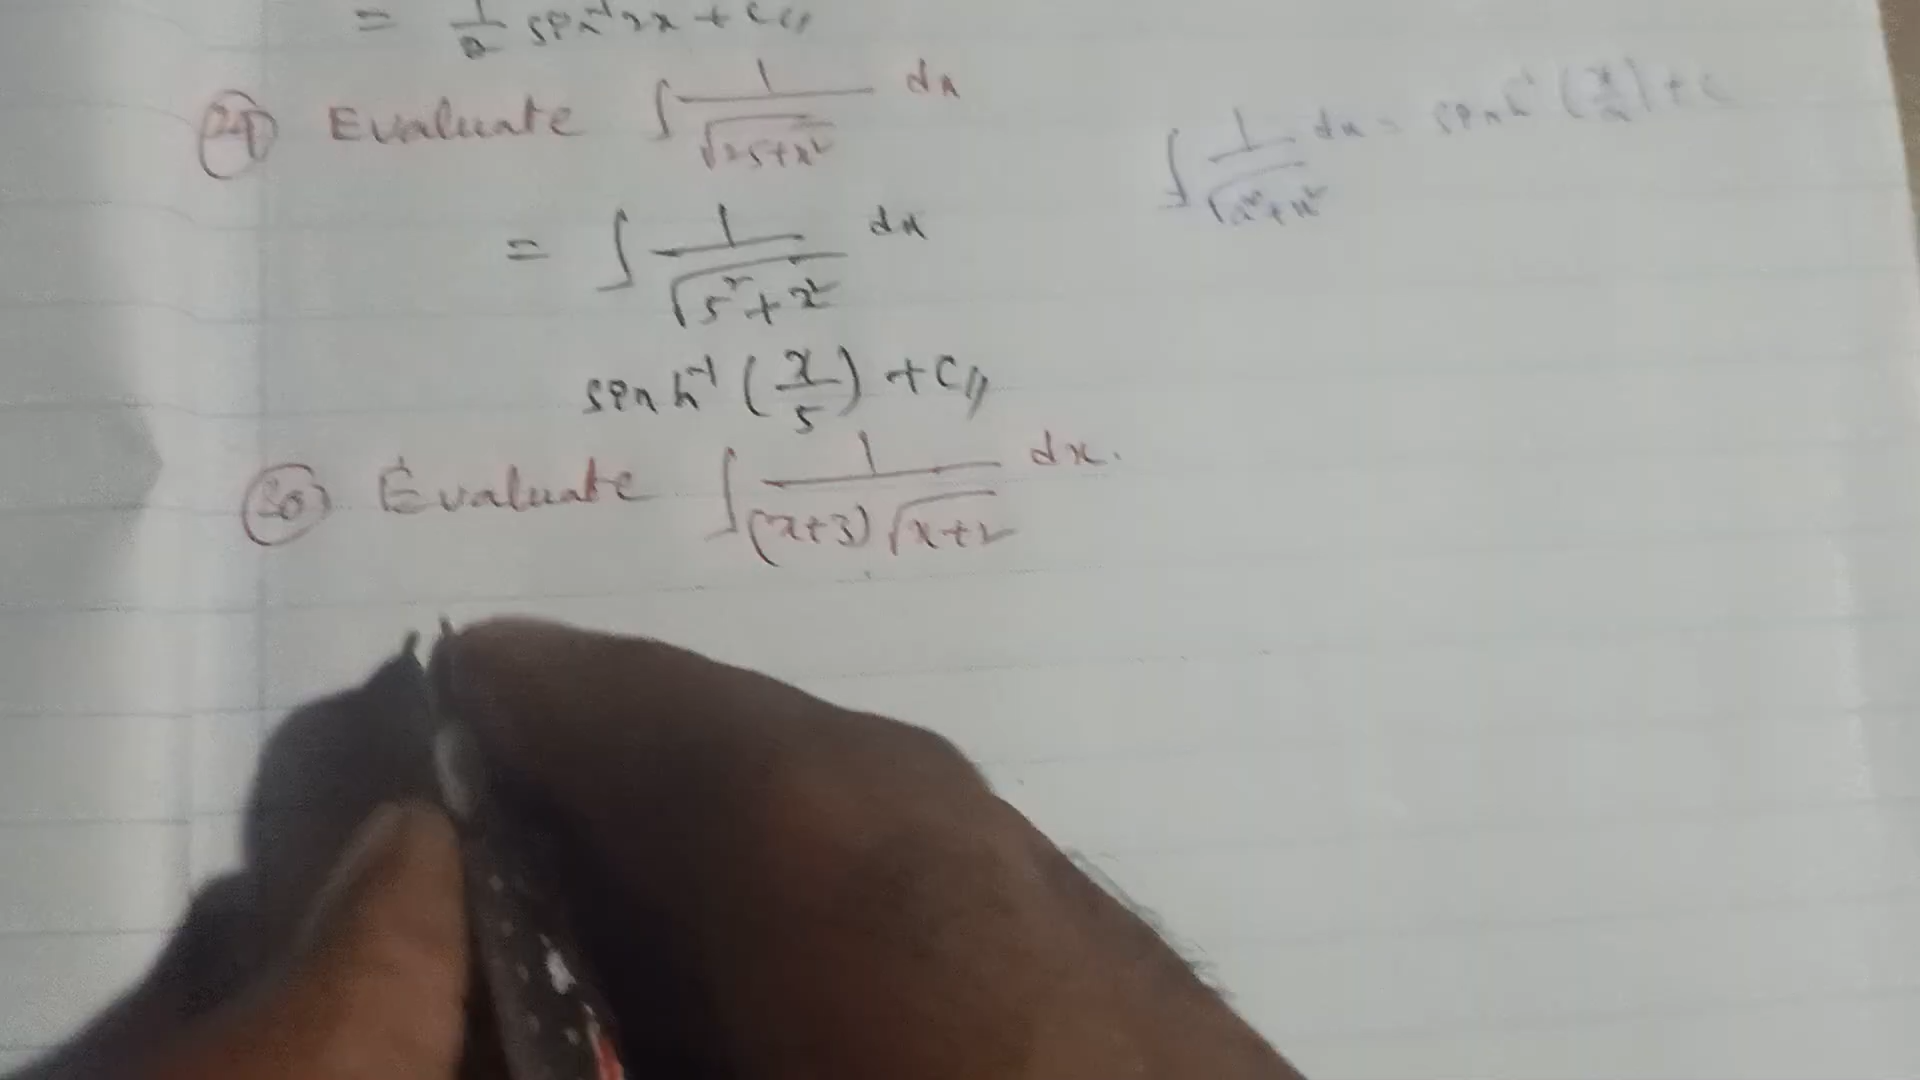 = 1/2 sin⁻¹2x + c//
(29) Evaluate ∫ 1/√(25+x²) dx
∫ 1/√(a²+x²) dx = sinh⁻¹(x/a) + c
= ∫ 1/√(5²+x²) dx
sinh⁻¹(x/5) + c//
(30) Evaluate ∫ 1/((x+3)√(x+2)) dx.